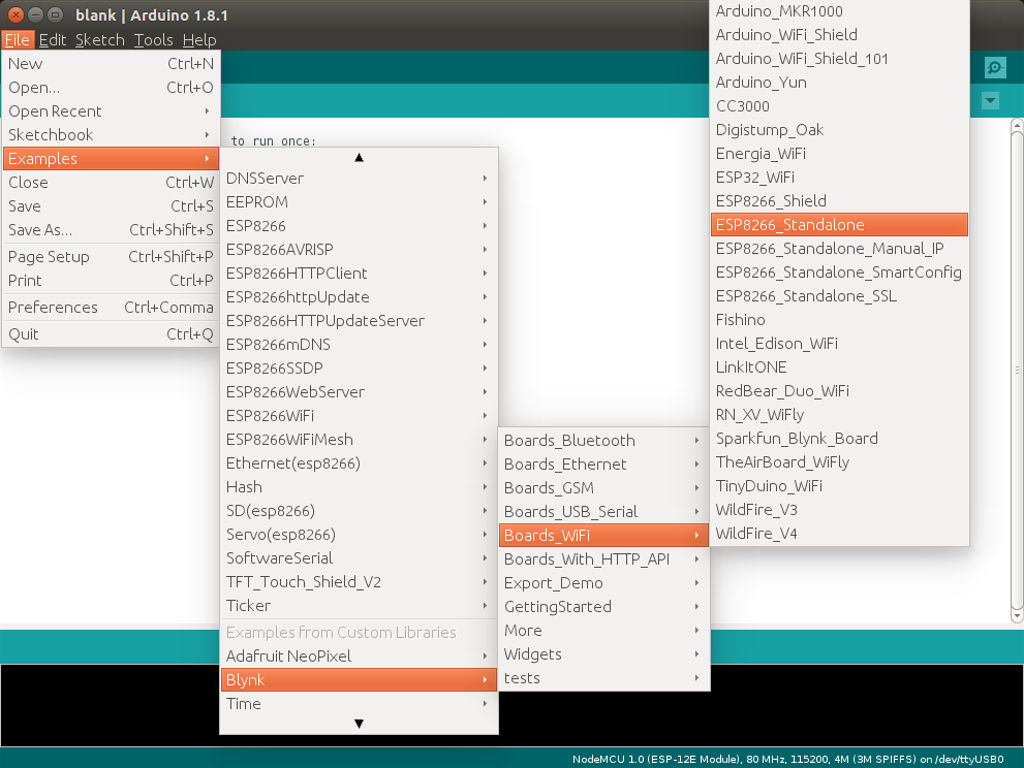 blank | Arduino 1.8.1
File Edit Sketch Tools Help
New Ctrl+N
Open... Ctrl+O
Open Recent
Sketchbook
Examples
Close Ctrl+W
Save Ctrl+S
Save As... Ctrl+Shift+S
Page Setup Ctrl+Shift+P
Print Ctrl+P
Preferences Ctrl+Comma
Quit Ctrl+Q
to run once:
DNSServer
EEPROM
ESP8266
ESP8266AVRISP
ESP8266HTTPClient
ESP8266httpUpdate
ESP8266HTTPUpdateServer
ESP8266mDNS
ESP8266SSDP
ESP8266WebServer
ESP8266WiFi
ESP8266WiFiMesh
Ethernet(esp8266)
Hash
SD(esp8266)
Servo(esp8266)
SoftwareSerial
TFT_Touch_Shield_V2
Ticker
Examples from Custom Libraries
Adafruit NeoPixel
Blynk
Time
Boards_Bluetooth
Boards_Ethernet
Boards_GSM
Boards_USB_Serial
Boards_WiFi
Boards_With_HTTP_API
Export_Demo
GettingStarted
More
Widgets
tests
Arduino_MKR1000
Arduino_WiFi_Shield
Arduino_WiFi_Shield_101
Arduino_Yun
CC3000
Digistump_Oak
Energia_WiFi
ESP32_WiFi
ESP8266_Shield
ESP8266_Standalone
ESP8266_Standalone_Manual_IP
ESP8266_Standalone_SmartConfig
ESP8266_Standalone_SSL
Fishino
Intel_Edison_WiFi
LinkItONE
RedBear_Duo_WiFi
RN_XV_WiFly
Sparkfun_Blynk_Board
TheAirBoard_WiFly
TinyDuino_WiFi
WildFire_V3
WildFire_V4
NodeMCU 1.0 (ESP-12E Module), 80 MHz, 115200, 4M (3M SPIFFS) on /dev/ttyUSB0